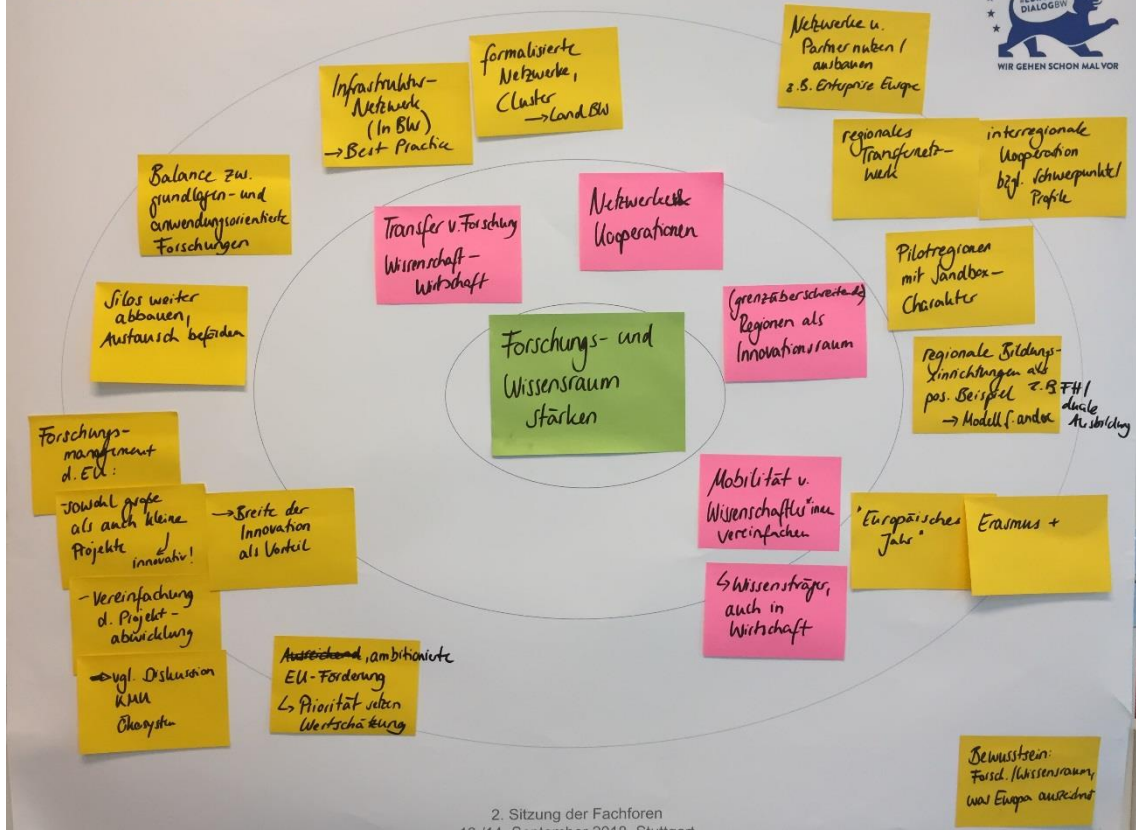 DIALOGBW
WIR GEHEN SCHON MAL VOR
Netzwerke u.
Partner nutzen /
ausbauen
z.B. Enterprise Europe
formalisierte
Netzwerke,
Cluster
→ Land BW
Infrastruktur-
Netzwerk
(in BW)
→ Best Practice
regionales
Transfernetz-
werk
interregionale
Kooperation
bzgl. Schwerpunkte/
Profile
Balance zw.
grundlagen- und
anwendungsorientierte
Forschungen
Transfer v. Forschung
Wissenschaft –
Wirtschaft
Netzwerke
Kooperationen
Pilotregionen
mit Sandbox-
Charakter
Silos weiter
abbauen,
Austausch befördern
(grenzüberschreitende)
Regionen als
Innovationsraum
Forschungs- und
Wissensraum
stärken
regionale Bildungs-
einrichtungen als
pos. Beispiel z.B. FH /
duale
Ausbildung
→ Modell f. andere
Forschungs-
management
d. EU:
- sowohl große
als auch kleine
Projekte
innovativ!
→ Breite der
Innovation
als Vorteil
- Vereinfachung
d. Projekt-
abwicklung
→ vgl. Diskussion
KMU
Ökosystem
Ausreichend, ambitionierte
EU-Förderung
↳ Priorität setzen
Wertschätzung
Mobilität v.
Wissenschaftler*innen
vereinfachen
↳ Wissensträger,
auch in
Wirtschaft
"Europäisches
Jahr"
Erasmus +
Bewusstsein:
Forsch./Wissensraum,
was Europa auszeichnet
2. Sitzung der Fachforen